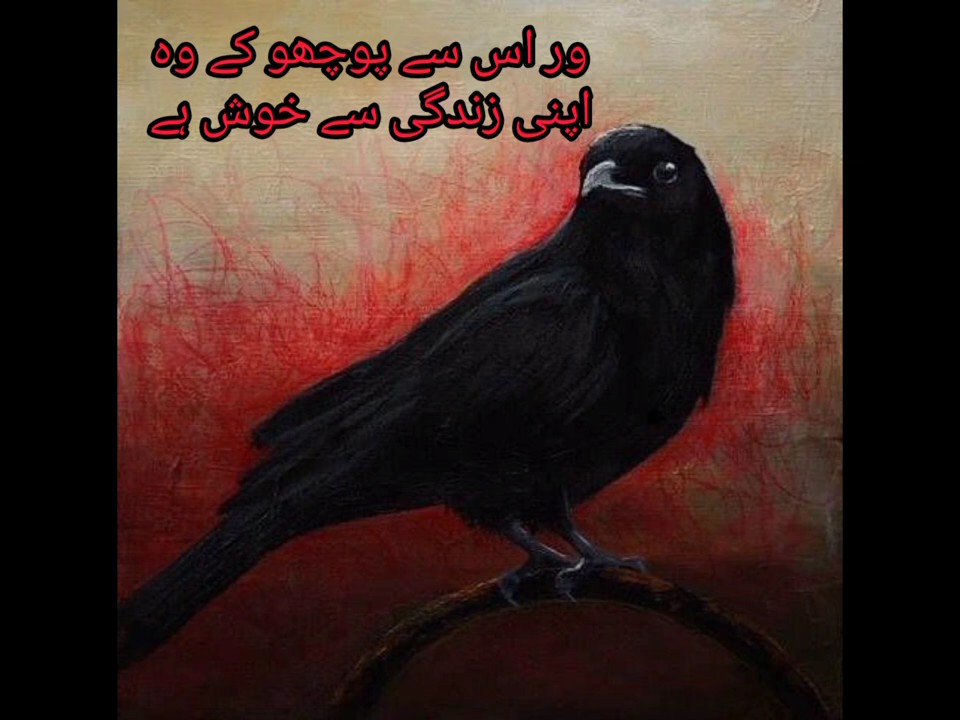 ور اس سے پوچھو کے وہ
اپنی زندگی سے خوش ہے